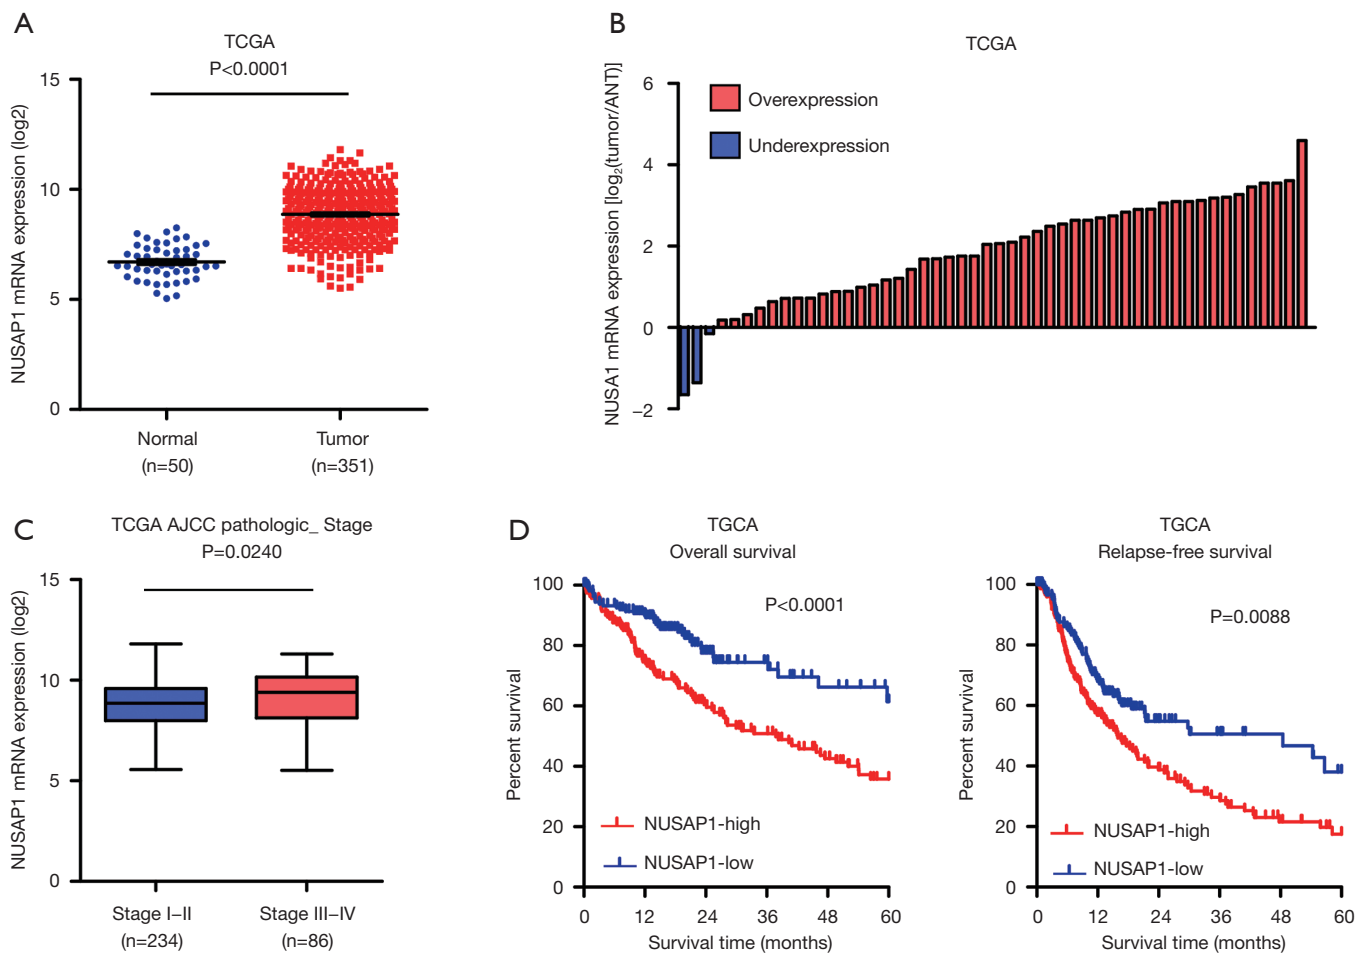 A
TCGA
P<0.0001
NUSAP1 mRNA expression (log2)
15
10
5
0
Normal
(n=50)
Tumor
(n=351)
B
TCGA
NUSA1 mRNA expression [log2(tumor/ANT)]
6
4
2
0
−2
Overexpression
Underexpression
C
TCGA AJCC pathologic_ Stage
P=0.0240
NUSAP1 mRNA expression (log2)
15
10
5
0
Stage I–II
(n=234)
Stage III–IV
(n=86)
D
TGCA
Overall survival
P<0.0001
Percent survival
100
80
60
40
20
0
NUSAP1-high
NUSAP1-low
0 12 24 36 48 60
Survival time (months)
TGCA
Relapse-free survival
P=0.0088
Percent survival
100
80
60
40
20
0
NUSAP1-high
NUSAP1-low
0 12 24 36 48 60
Survival time (months)